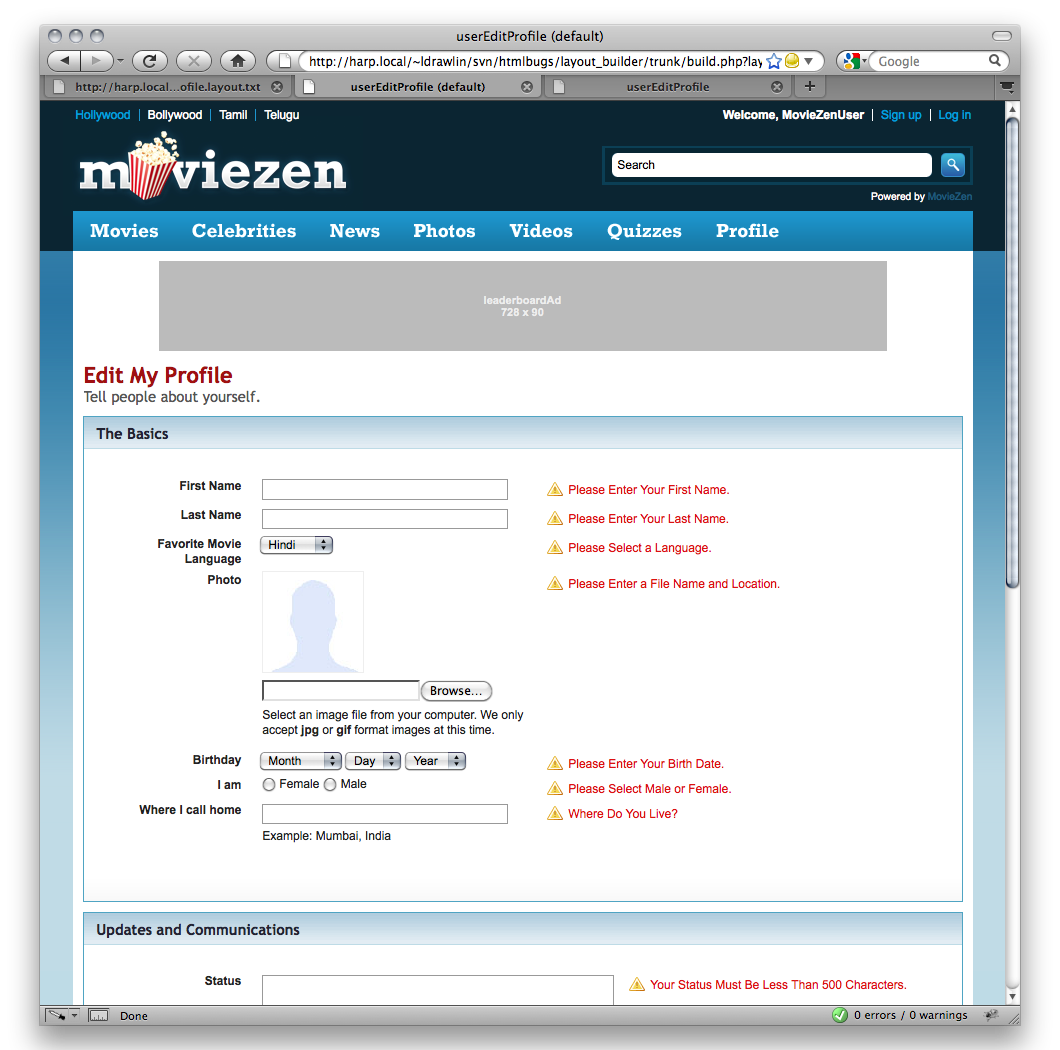 userEditProfile (default)
http://harp.local/~ldrawlin/svn/htmlbugs/layout_builder/trunk/build.php?lay
Google
http://harp.local...ofile.layout.txt
userEditProfile (default)
userEditProfile
Hollywood | Bollywood | Tamil | Telugu
Welcome, MovieZenUser | Sign up | Log In
moviezen
Search
Powered by MovieZen
Movies Celebrities News Photos Videos Quizzes Profile
leaderboardAd
728 x 90
Edit My Profile
Tell people about yourself.
The Basics
First Name
Please Enter Your First Name.
Last Name
Please Enter Your Last Name.
Favorite Movie
Language
Hindi
Please Select a Language.
Photo
Please Enter a File Name and Location.
Browse...
Select an image file from your computer. We only
accept jpg or gif format images at this time.
Birthday
Month Day Year
Please Enter Your Birth Date.
I am
Female Male
Please Select Male or Female.
Where I call home
Where Do You Live?
Example: Mumbai, India
Updates and Communications
Status
Your Status Must Be Less Than 500 Characters.
Done
0 errors / 0 warnings